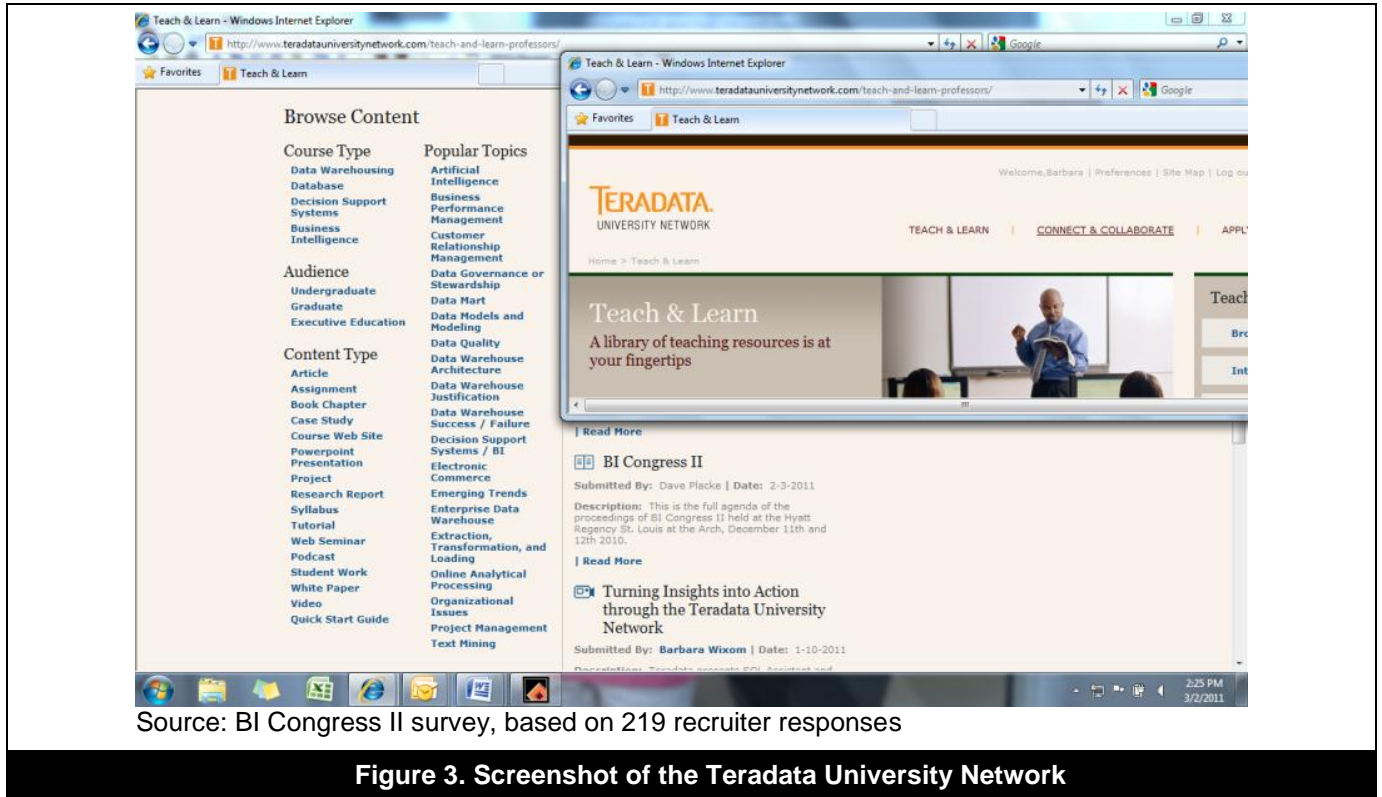 Teach & Learn - Windows Internet Explorer
http://www.teradatauniversitynetwork.com/teach-and-learn-professors/
Google
Favorites
Teach & Learn
Browse Content
Course Type
Data Warehousing
Database
Decision Support
Systems
Business
Intelligence
Audience
Undergraduate
Graduate
Executive Education
Content Type
Article
Assignment
Book Chapter
Case Study
Course Web Site
Powerpoint
Presentation
Project
Research Report
Syllabus
Tutorial
Web Seminar
Podcast
Student Work
White Paper
Video
Quick Start Guide
Popular Topics
Artificial
Intelligence
Business
Performance
Management
Customer
Relationship
Management
Data Governance or
Stewardship
Data Mart
Data Models and
Modeling
Data Quality
Data Warehouse
Architecture
Data Warehouse
Justification
Data Warehouse
Success / Failure
Decision Support
Systems / BI
Electronic
Commerce
Emerging Trends
Enterprise Data
Warehouse
Extraction,
Transformation, and
Loading
Online Analytical
Processing
Organizational
Issues
Project Management
Text Mining
Teach & Learn - Windows Internet Explorer
http://www.teradatauniversitynetwork.com/teach-and-learn-professors/
Google
Favorites
Teach & Learn
Welcome,Barbara | Preferences | Site Map | Log ou
TERADATA.
UNIVERSITY NETWORK
TEACH & LEARN | CONNECT & COLLABORATE | APPLY
Home > Teach & Learn
Teach & Learn
A library of teaching resources is at
your fingertips
Teach
Bro
Int
| Read More
BI Congress II
Submitted By: Dave Placke | Date: 2-3-2011
Description: This is the full agenda of the
proceedings of BI Congress II held at the Hyatt
Regency St. Louis at the Arch, December 11th and
12th 2010.
| Read More
Turning Insights into Action
through the Teradata University
Network
Submitted By: Barbara Wixom | Date: 1-10-2011
Description: Teradata presents SQL Assistant and
2:25 PM
3/2/2011
Source: BI Congress II survey, based on 219 recruiter responses
Figure 3. Screenshot of the Teradata University Network